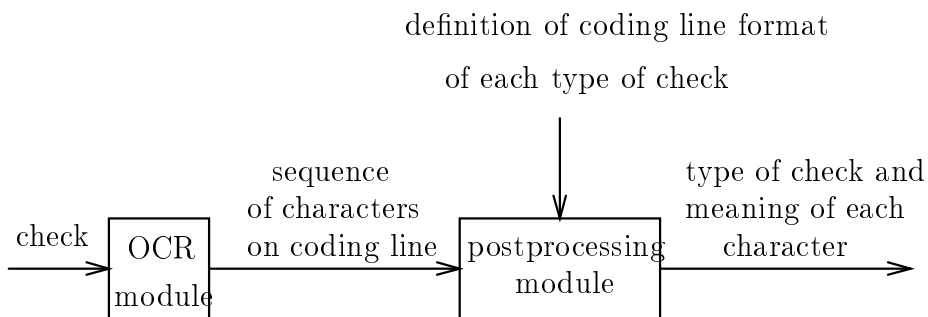 definition of coding line format
of each type of check
check
OCR
module
sequence
of characters
on coding line
postprocessing
module
type of check and
meaning of each
character